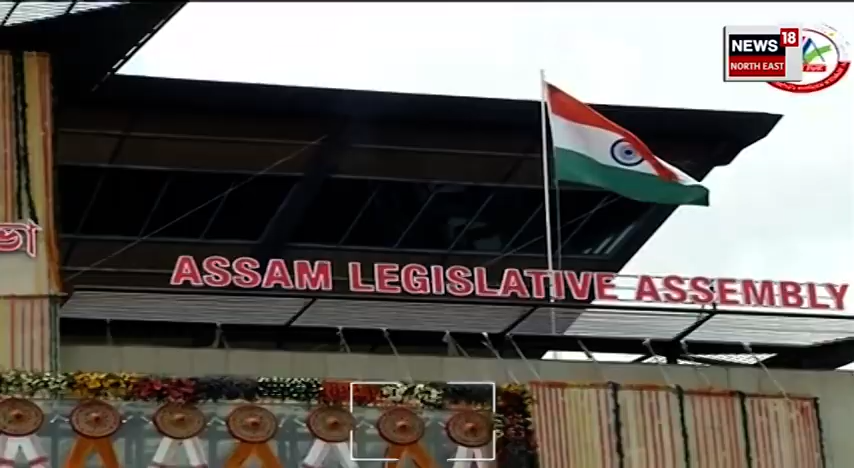 NEWS 18
NORTH EAST
ASSAM LEGISLATIVE ASSEMBLY